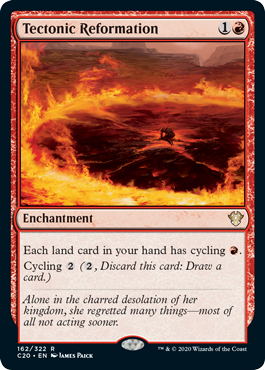 Tectonic Reformation 1
Enchantment
Each land card in your hand has cycling .
Cycling 2 (2, Discard this card: Draw a
card.)
Alone in the charred desolation of her
kingdom, she regretted many things—most of
all not acting sooner.
162/322 R
C20 • EN JAMES PAICK
™ & © 2020 Wizards of the Coast